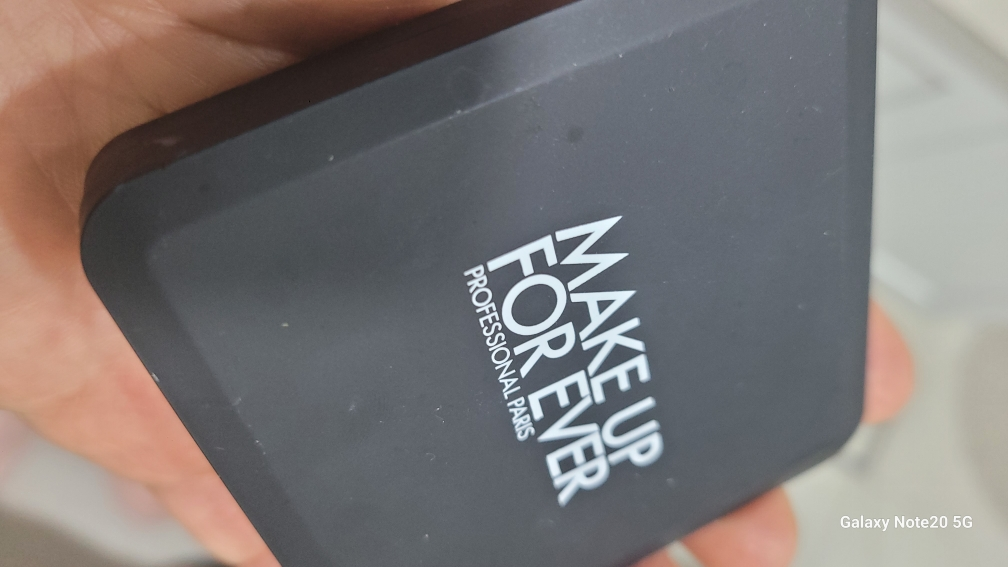 MAKE UP
FOR EVER
PROFESSIONAL PARIS
Galaxy Note20 5G